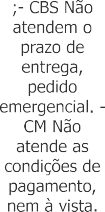 ;- CBS Não
atendem o
prazo de
entrega,
pedido
emergencial. -
CM Não
atende as
condições de
pagamento,
nem à vista.